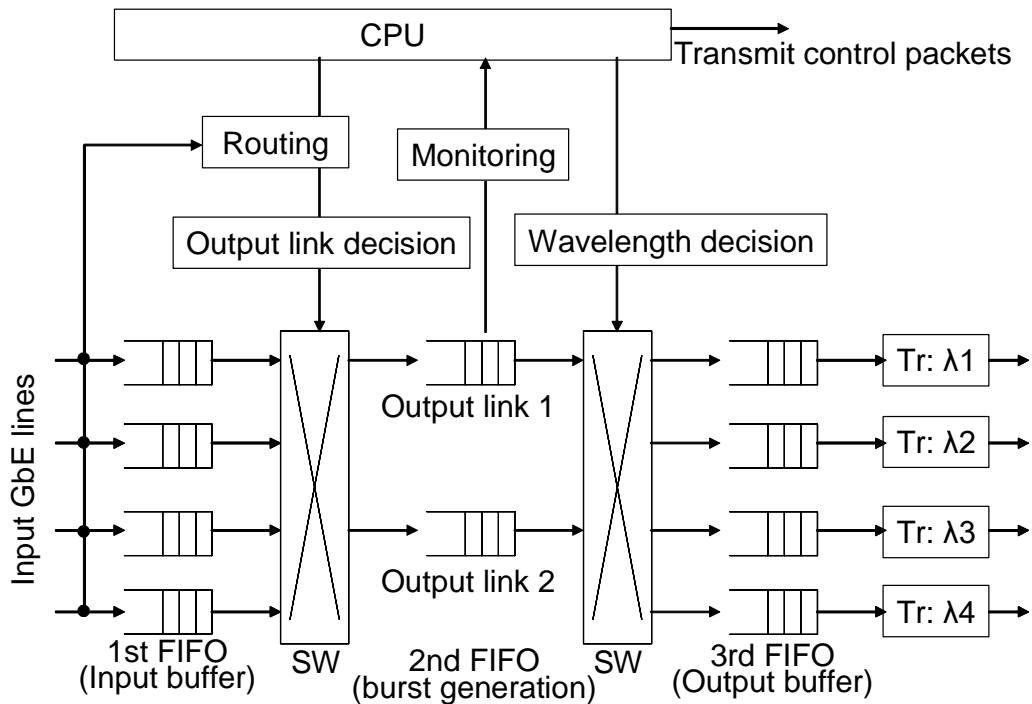 CPU
Transmit control packets
Routing
Monitoring
Output link decision
Wavelength decision
Input GbE lines
Output link 1
Output link 2
Tr: λ1
Tr: λ2
Tr: λ3
Tr: λ4
1st FIFO
(Input buffer)
SW
2nd FIFO
(burst generation)
SW
3rd FIFO
(Output buffer)